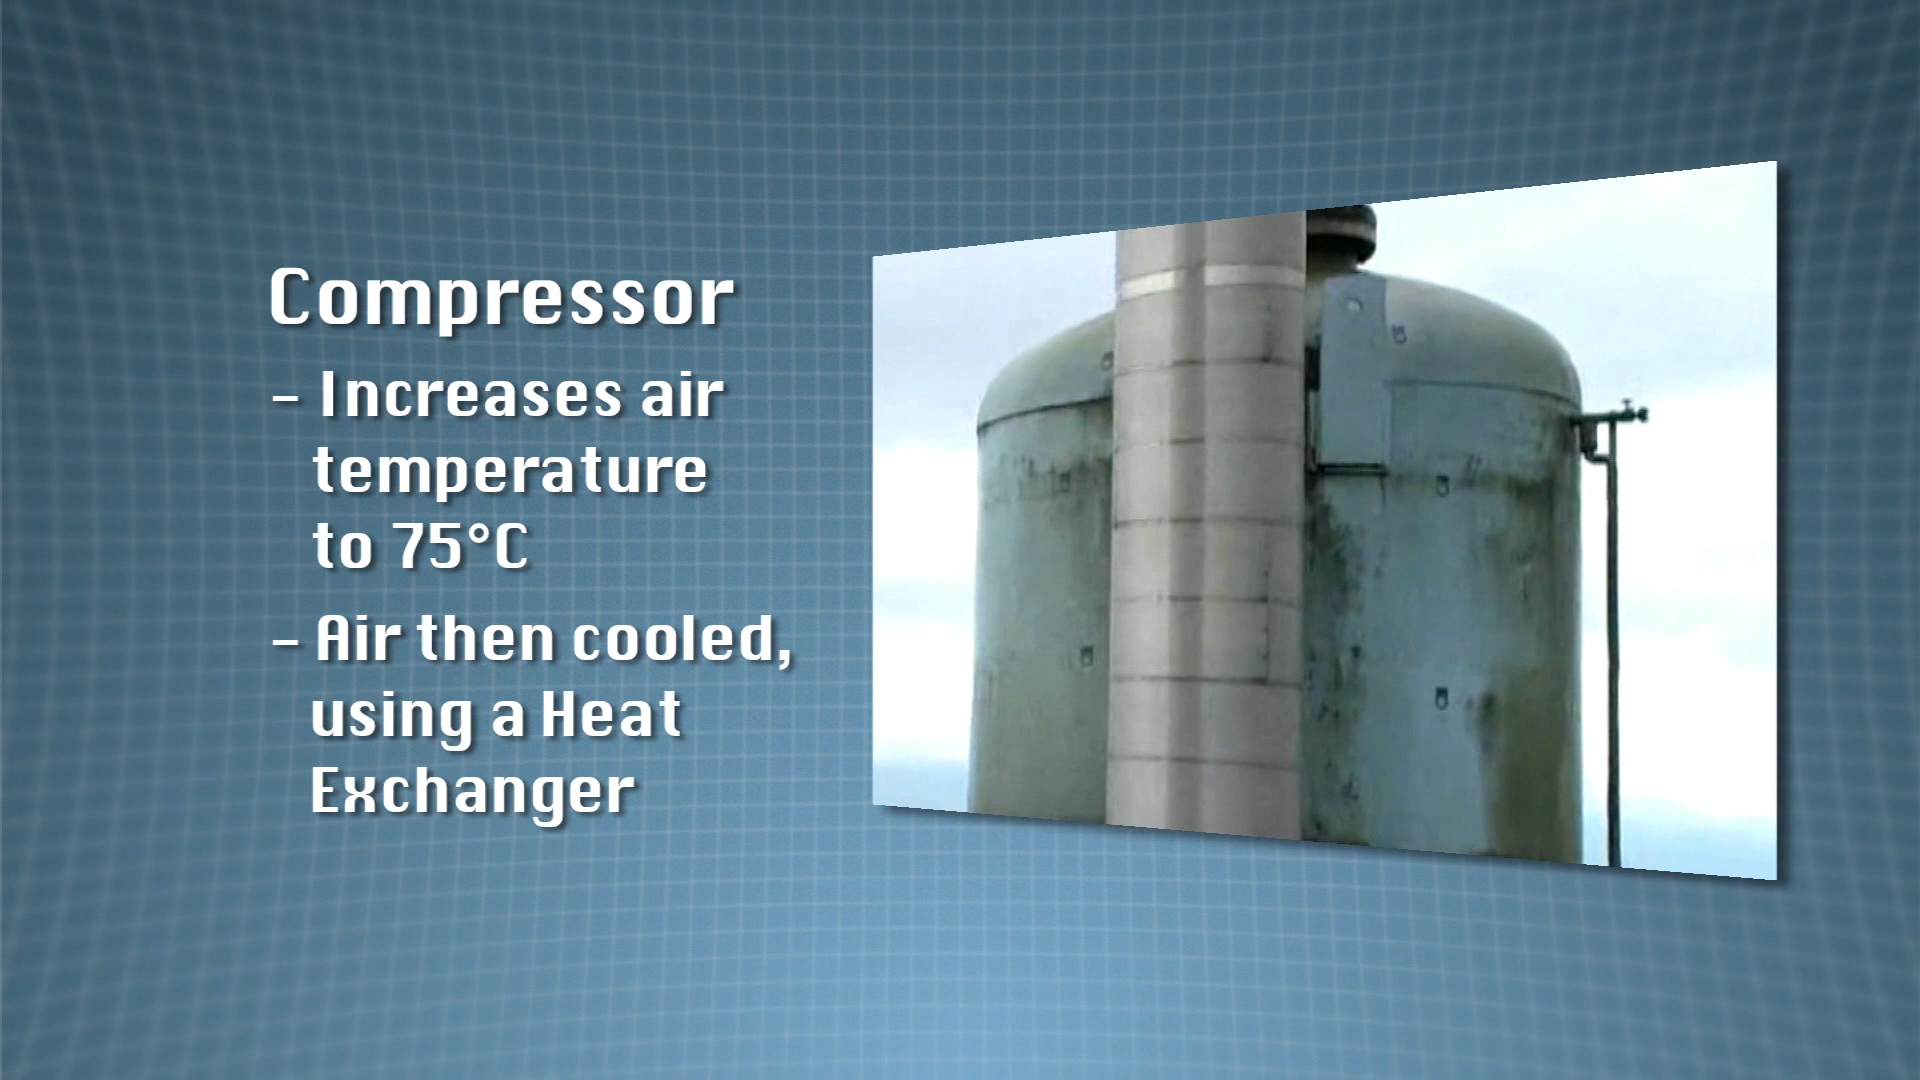 Compressor
- Increases air
temperature
to 75°C
- Air then cooled,
using a Heat
Exchanger